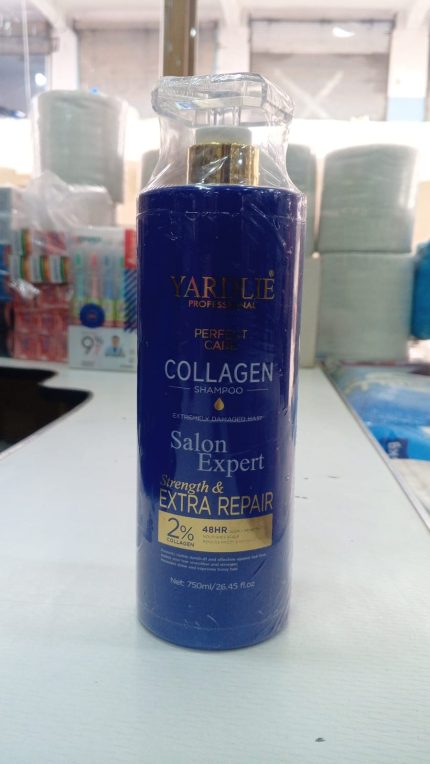 YARDLIE®
PROFESSIONAL
PERFECT
CARE
COLLAGEN
SHAMPOO
EXTREMELY DAMAGED HAIR
Salon
Expert
Strength &
EXTRA REPAIR
2%
COLLAGEN
48HR
Net: 750ml/26.45 fl.oz
9%